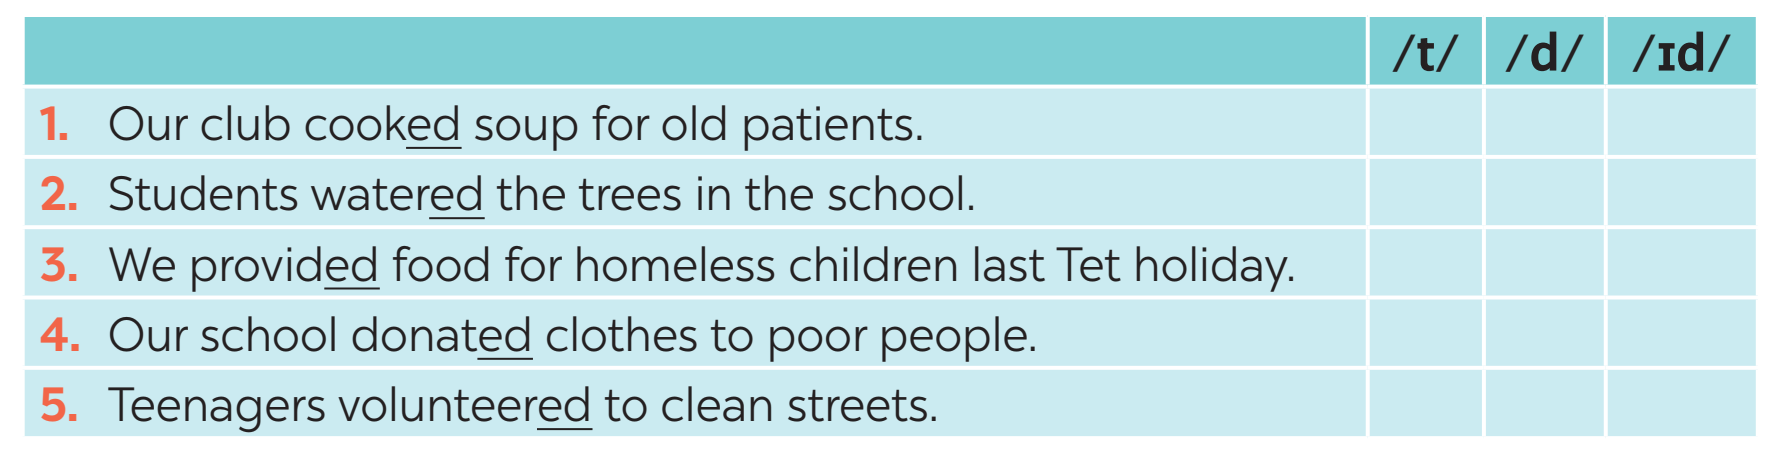 /t/ /d/ /ɪd/
1. Our club cooked soup for old patients.
2. Students watered the trees in the school.
3. We provided food for homeless children last Tet holiday.
4. Our school donated clothes to poor people.
5. Teenagers volunteered to clean streets.